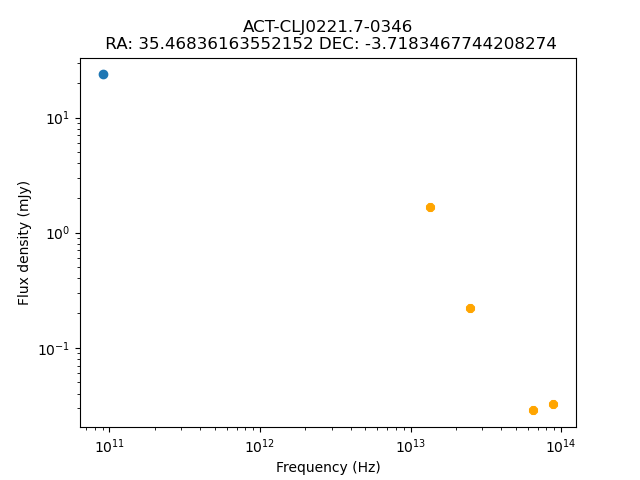 ACT-CLJ0221.7-0346
RA: 35.46836163552152 DEC: -3.7183467744208274
Flux density (mJy)
10¹
10⁰
10⁻¹
10¹¹
10¹²
10¹³
10¹⁴
Frequency (Hz)